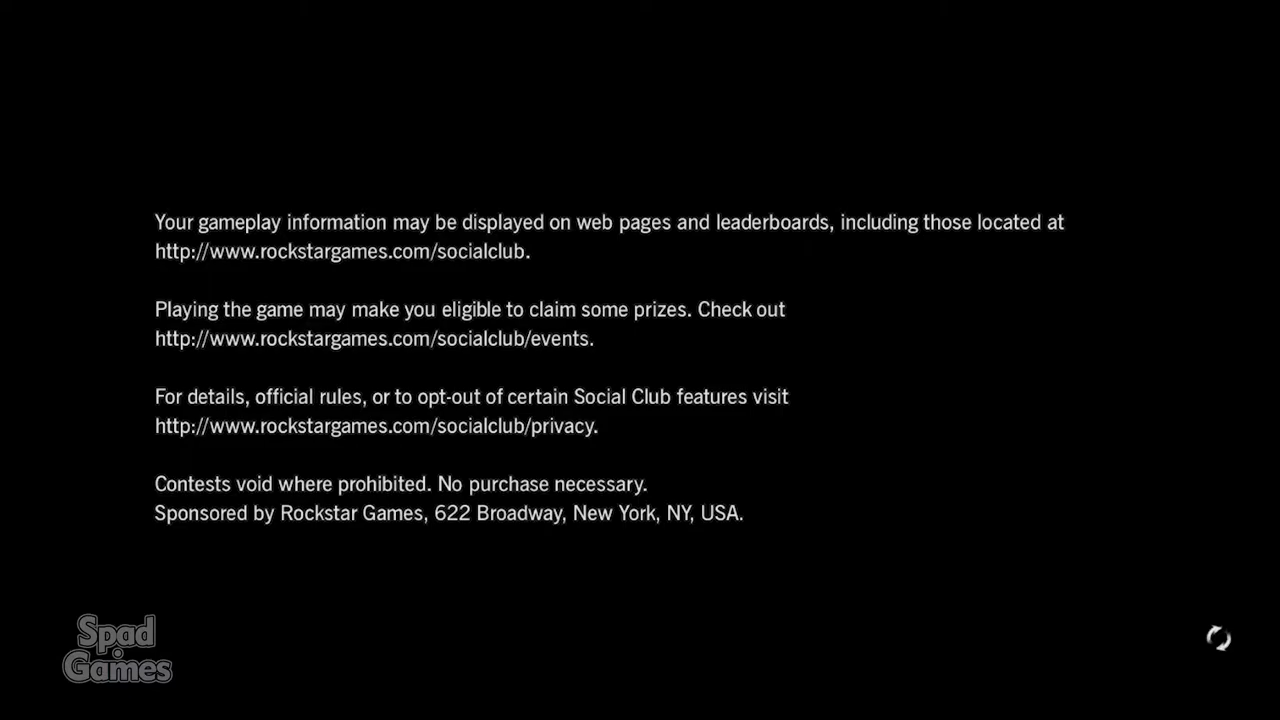 Your gameplay information may be displayed on web pages and leaderboards, including those located at
http://www.rockstargames.com/socialclub.
Playing the game may make you eligible to claim some prizes. Check out
http://www.rockstargames.com/socialclub/events.
For details, official rules, or to opt-out of certain Social Club features visit
http://www.rockstargames.com/socialclub/privacy.
Contests void where prohibited. No purchase necessary.
Sponsored by Rockstar Games, 622 Broadway, New York, NY, USA.
Spad
Games